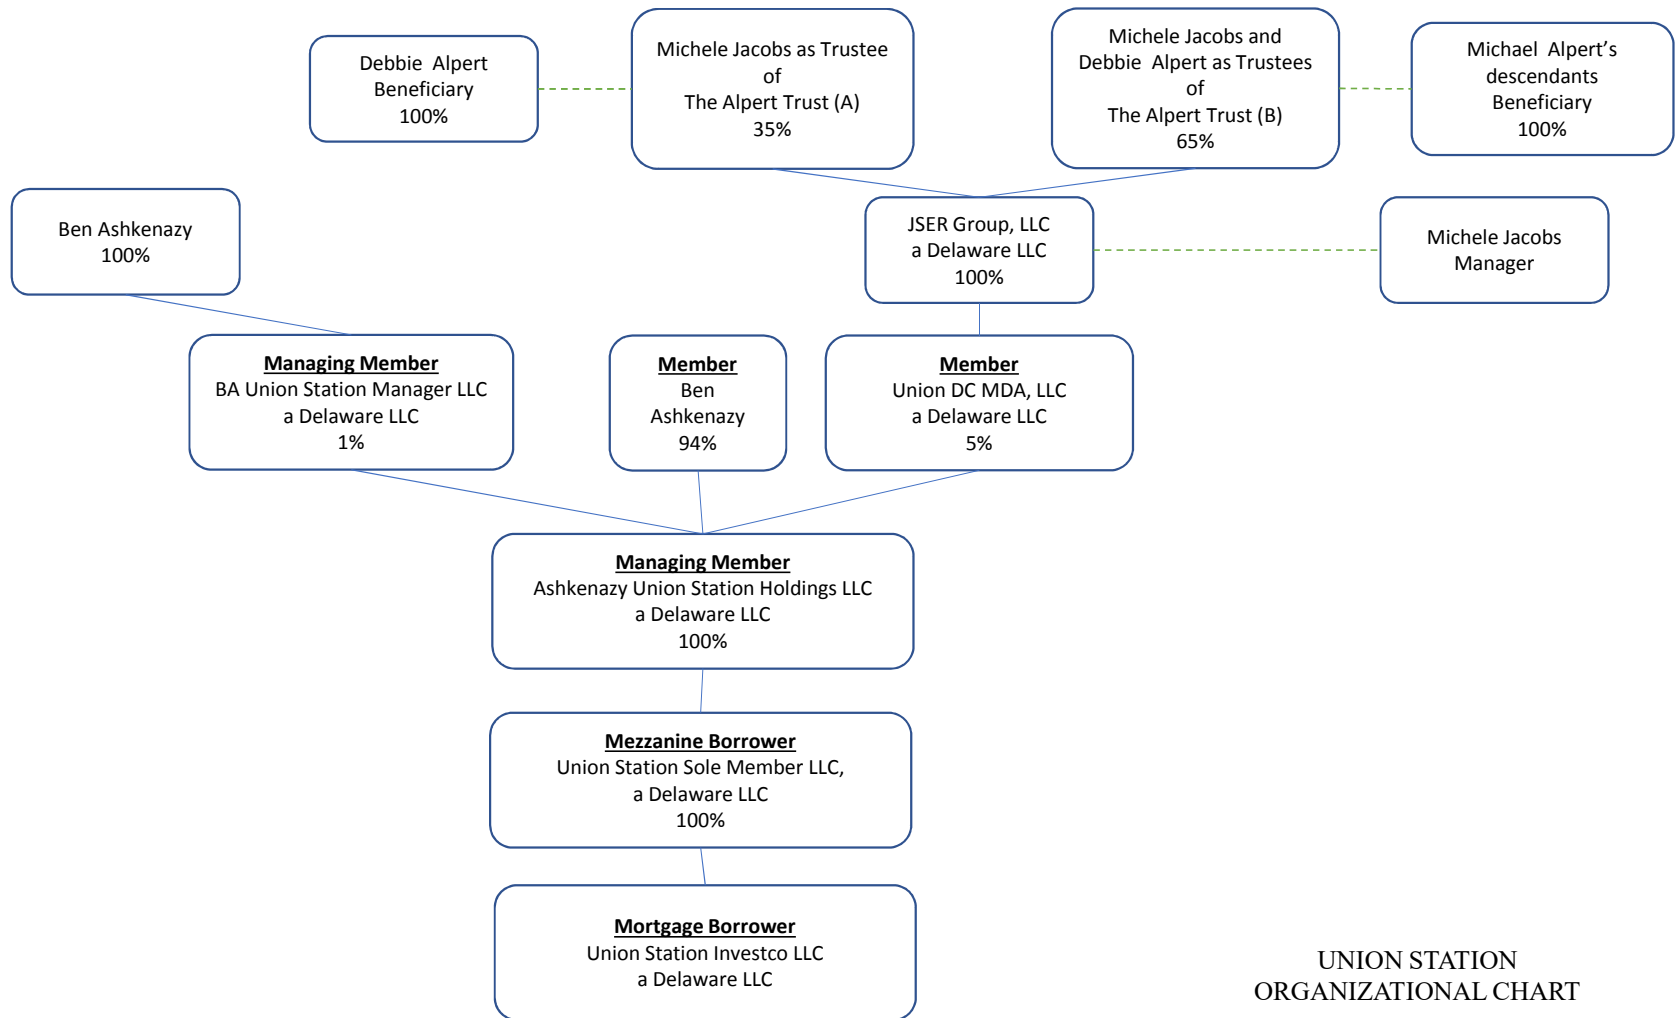 Debbie Alpert
Beneficiary
100%
Michele Jacobs as Trustee
of
The Alpert Trust (A)
35%
Michele Jacobs and
Debbie Alpert as Trustees
of
The Alpert Trust (B)
65%
Michael Alpert’s
descendants
Beneficiary
100%
Ben Ashkenazy
100%
JSER Group, LLC
a Delaware LLC
100%
Michele Jacobs
Manager
Managing Member
BA Union Station Manager LLC
a Delaware LLC
1%
Member
Ben
Ashkenazy
94%
Member
Union DC MDA, LLC
a Delaware LLC
5%
Managing Member
Ashkenazy Union Station Holdings LLC
a Delaware LLC
100%
Mezzanine Borrower
Union Station Sole Member LLC,
a Delaware LLC
100%
Mortgage Borrower
Union Station Investco LLC
a Delaware LLC
UNION STATION
ORGANIZATIONAL CHART